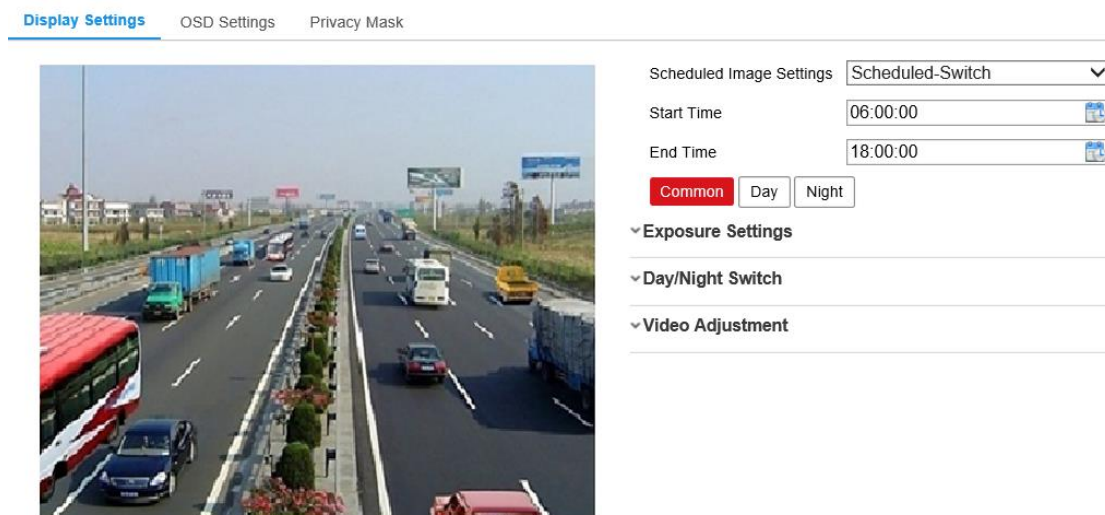 Display Settings OSD Settings Privacy Mask
Scheduled Image Settings Scheduled-Switch
Start Time 06:00:00
End Time 18:00:00
Common Day Night
Exposure Settings
Day/Night Switch
Video Adjustment